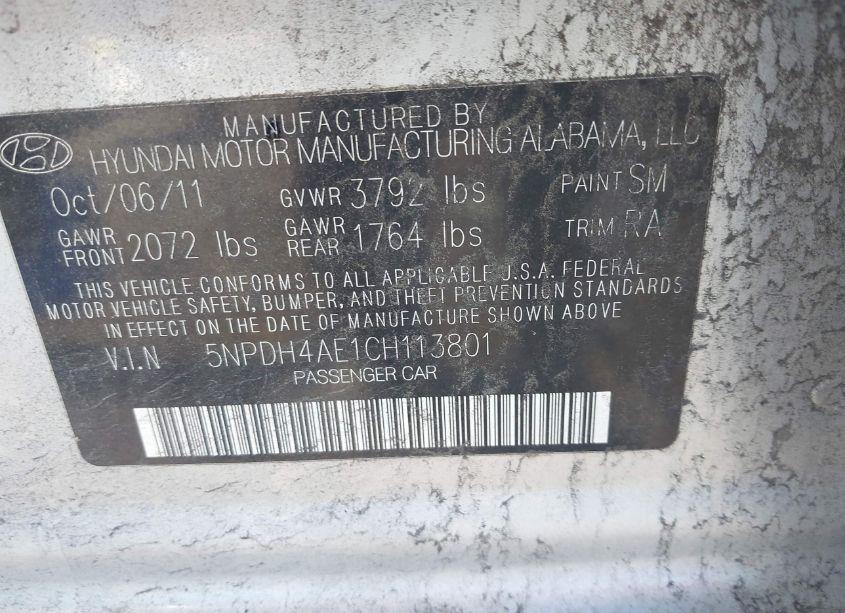 MANUFACTURED BY
HYUNDAI MOTOR MANUFACTURING ALABAMA, LLC
Oct/06/11 GVWR 3792 lbs PAINT SM
GAWR FRONT 2072 lbs GAWR REAR 1764 lbs TRIM RA
THIS VEHICLE CONFORMS TO ALL APPLICABLE U.S.A. FEDERAL
MOTOR VEHICLE SAFETY, BUMPER, AND THEFT PREVENTION STANDARDS
IN EFFECT ON THE DATE OF MANUFACTURE SHOWN ABOVE
V.I.N 5NPDH4AE1CH113801
PASSENGER CAR